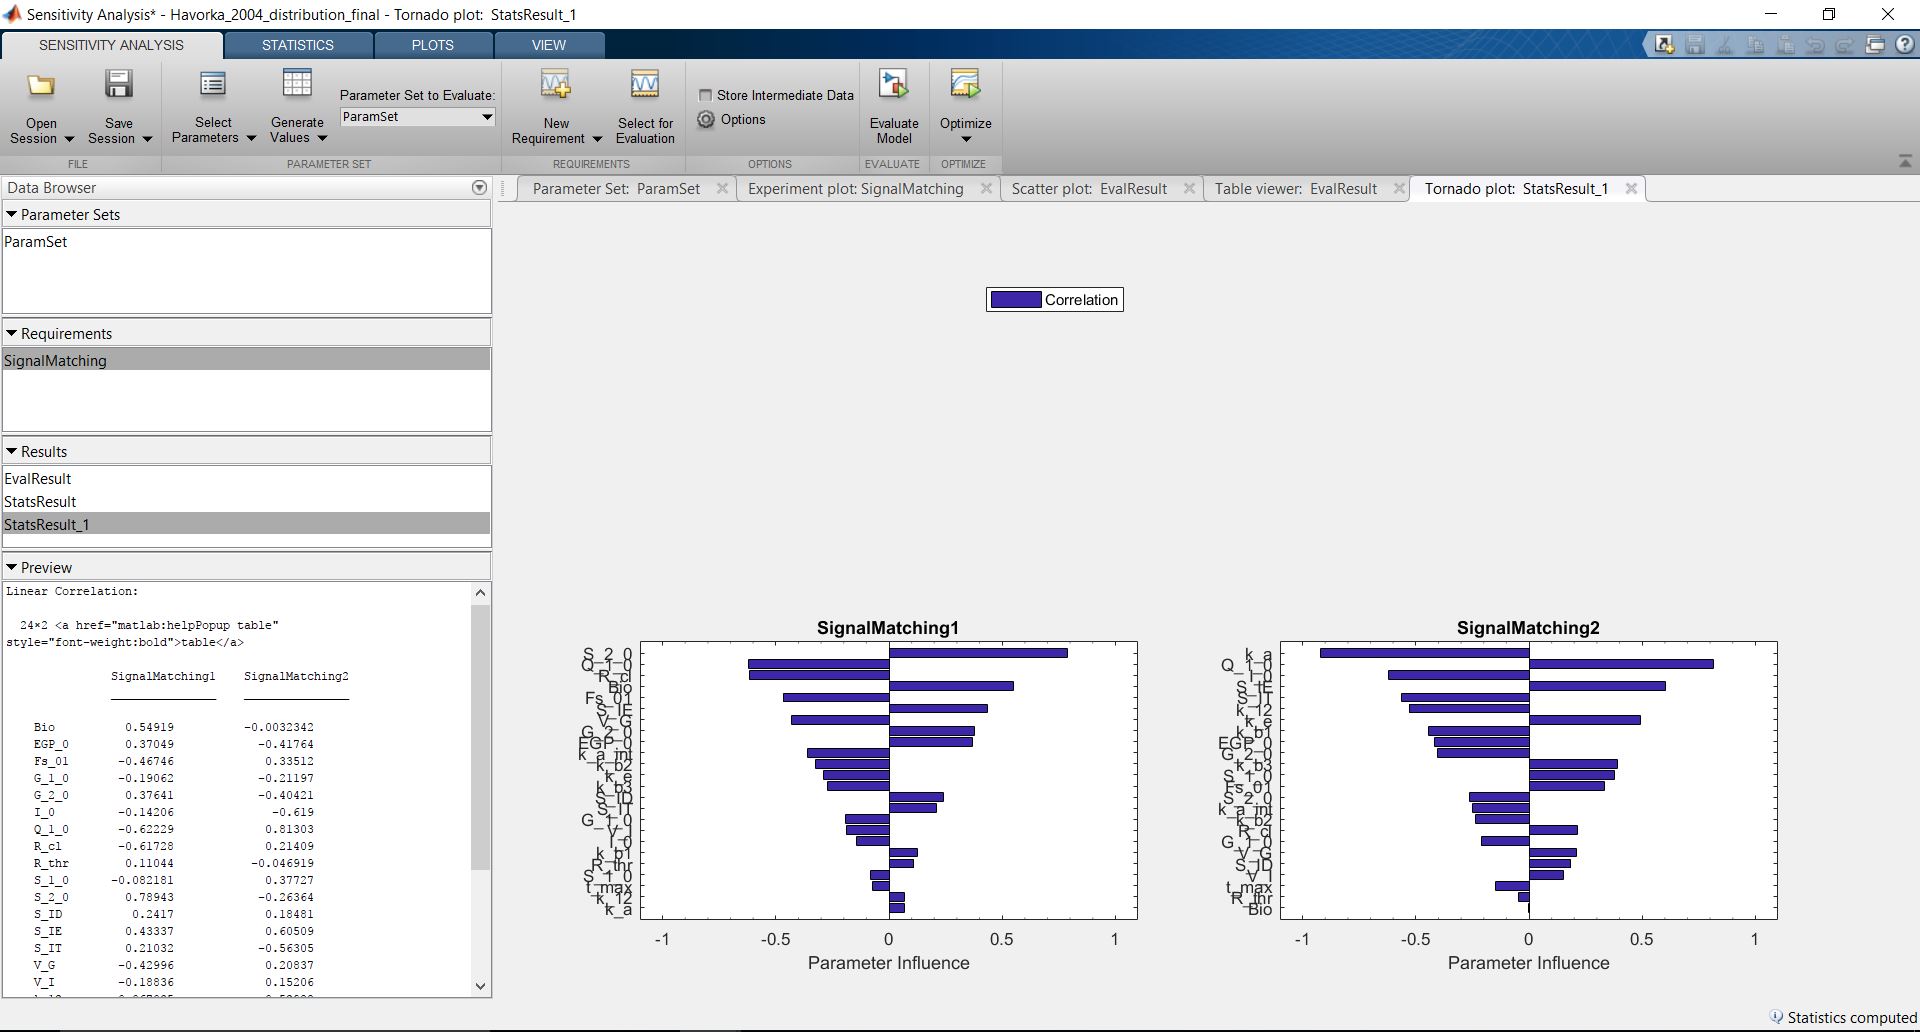 Sensitivity Analysis* - Havorka_2004_distribution_final - Tornado plot: StatsResult_1
SENSITIVITY ANALYSIS STATISTICS PLOTS VIEW
Open Session
Save Session
Select Parameters
Generate Values
Parameter Set to Evaluate:
ParamSet
New Requirement
Select for Evaluation
Store Intermediate Data
Options
Evaluate Model
Optimize
FILE PARAMETER SET REQUIREMENTS OPTIONS EVALUATE OPTIMIZE
Data Browser
Parameter Sets
ParamSet
Requirements
SignalMatching
Results
EvalResult
StatsResult
StatsResult_1
Preview
Linear Correlation:
24×2 <a href="matlab:helpPopup table"
style="font-weight:bold">table</a>
SignalMatching1 SignalMatching2
Bio 0.54919 -0.0032342
EGP_0 0.37049 -0.41764
Fs_01 -0.46746 0.33512
G_1_0 -0.19062 -0.21197
G_2_0 0.37641 -0.40421
I_0 -0.14206 -0.619
Q_1_0 -0.62229 0.81303
R_cl -0.61728 0.21409
R_thr 0.11044 -0.046919
S_1_0 -0.082181 0.37727
S_2_0 0.78943 -0.26364
S_ID 0.2417 0.18481
S_IE 0.43337 0.60509
S_IT 0.21032 -0.56305
V_G -0.42996 0.20837
V_I -0.18836 0.15206
Parameter Set: ParamSet
Experiment plot: SignalMatching
Scatter plot: EvalResult
Table viewer: EvalResult
Tornado plot: StatsResult_1
Correlation
SignalMatching1
S_2_0
Q_1_0
R_cl
Bio
Fs_01
S_IE
V_G
G_2_0
EGP_0
k_a_int
k_b2
k_e
k_b3
S_ID
S_IT
G_1_0
V_I
I_0
k_b1
R_thr
S_1_0
t_max
k_12
k_a
-1 -0.5 0 0.5 1
Parameter Influence
SignalMatching2
k_a
Q_1_0
I_0
S_IE
S_IT
k_12
k_e
k_b1
EGP_0
G_2_0
k_b3
S_1_0
Fs_01
S_2_0
k_a_int
k_b2
R_cl
G_1_0
V_G
S_ID
V_I
t_max
R_thr
Bio
-1 -0.5 0 0.5 1
Parameter Influence
Statistics computed